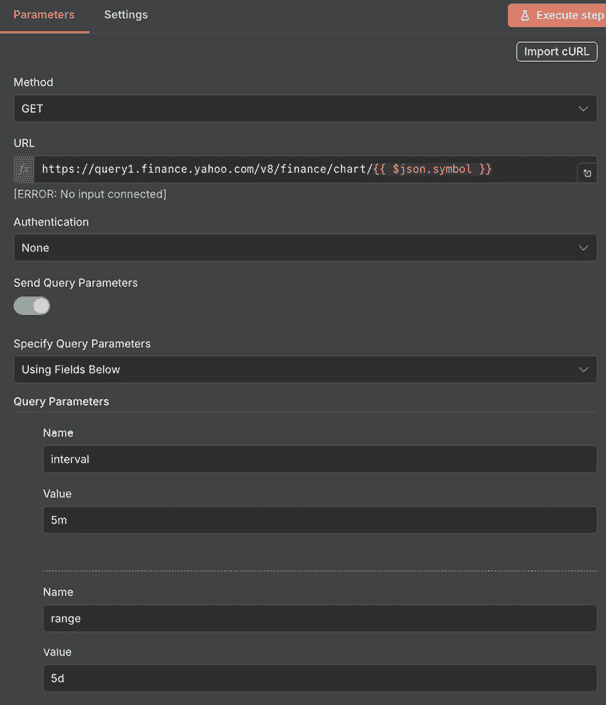 Parameters Settings Execute step
Import cURL
Method
GET
URL
fx https://query1.finance.yahoo.com/v8/finance/chart/{{ $json.symbol }}
[ERROR: No input connected]
Authentication
None
Send Query Parameters
Specify Query Parameters
Using Fields Below
Query Parameters
Name
interval
Value
5m
Name
range
Value
5d